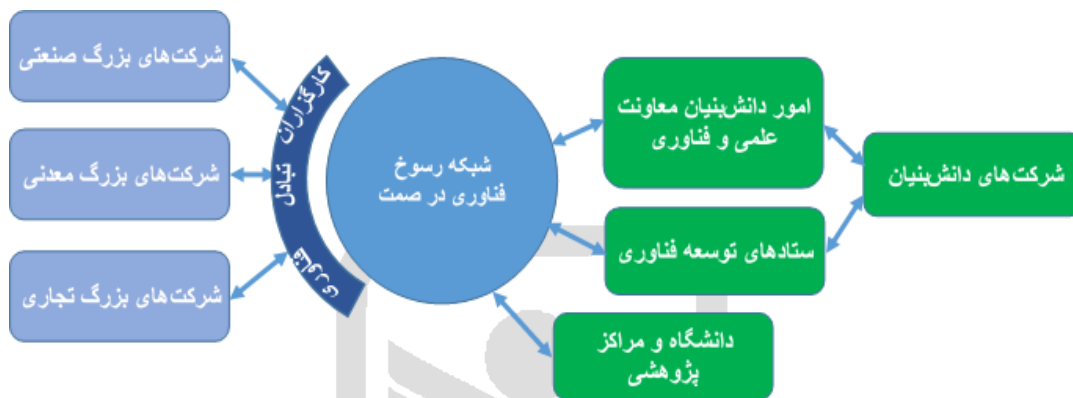 شرکت‌های بزرگ صنعتی
شرکت‌های بزرگ معدنی
شرکت‌های بزرگ تجاری
کارگزاران تبادل فناوری
شبکه رسوخ
فناوری در صمت
امور دانش‌بنیان معاونت
علمی و فناوری
ستادهای توسعه فناوری
دانشگاه و مراکز
پژوهشی
شرکت‌های دانش‌بنیان